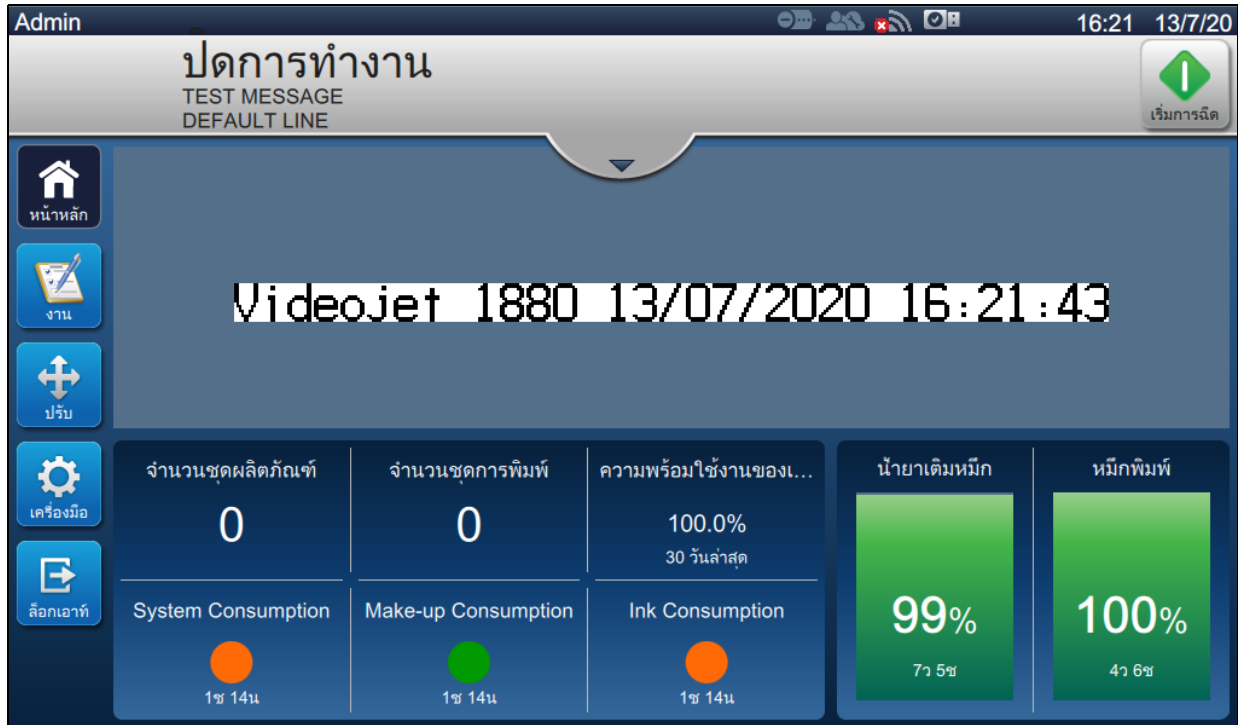 Admin
16:21 13/7/20
ปดการทำงาน
TEST MESSAGE
DEFAULT LINE
เริ่มการฉีด
หน้าหลัก
งาน
ปรับ
เครื่องมือ
ล็อกเอาท์
Videojet 1880 13/07/2020 16:21:43
จำนวนชุดผลิตภัณฑ์
0
จำนวนชุดการพิมพ์
0
ความพร้อมใช้งานของเ...
100.0%
30 วันล่าสุด
System Consumption
1ช 14น
Make-up Consumption
1ช 14น
Ink Consumption
1ช 14น
น้ำยาเติมหมึก
99%
7ว 5ช
หมึกพิมพ์
100%
4ว 6ช